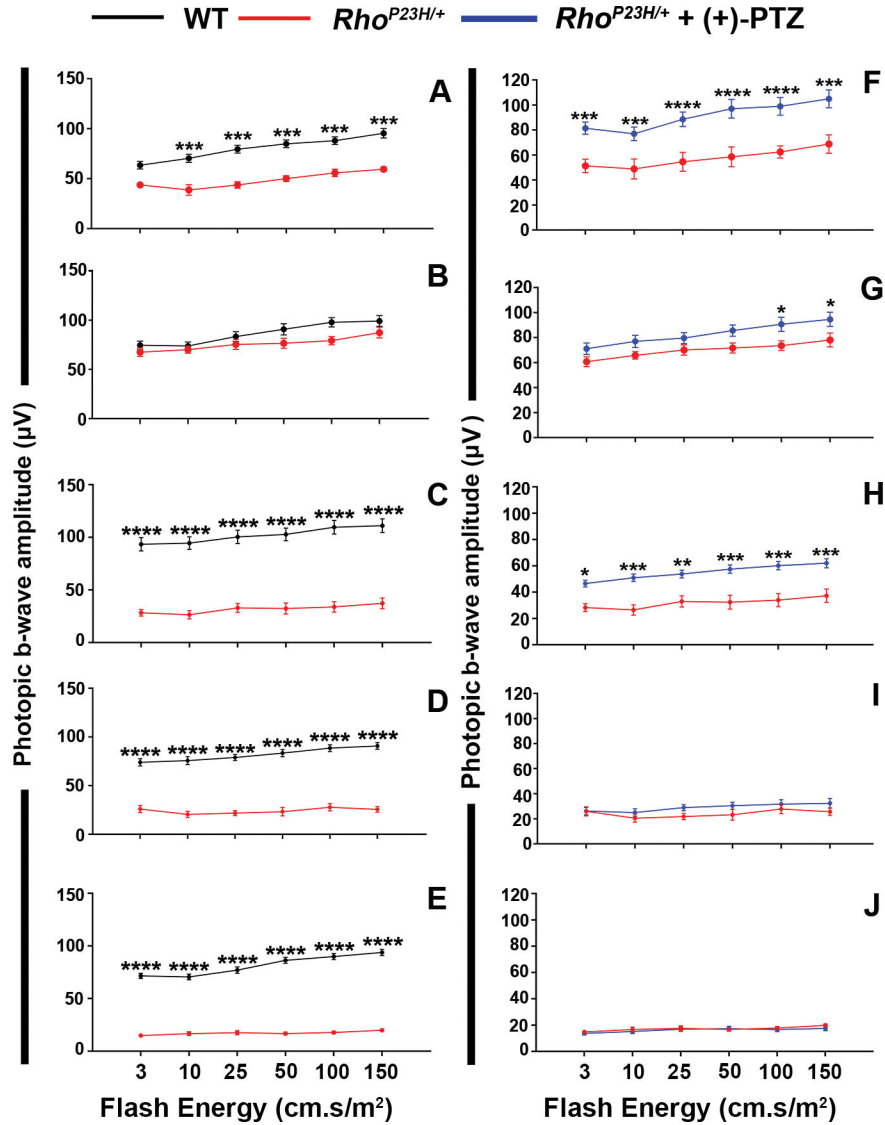 WT Rho^P23H/+ Rho^P23H/+ + (+)-PTZ
Photopic b-wave amplitude (µV)
A
150
100
50
0
*** *** *** *** ***
B
150
100
50
0
C
150
100
50
0
**** **** **** **** **** ****
D
150
100
50
0
**** **** **** **** **** ****
E
150
100
50
0
**** **** **** **** **** ****
3 10 25 50 100 150
Flash Energy (cm.s/m²)
Photopic b-wave amplitude (µV)
F
120
100
80
60
40
20
0
*** *** **** **** **** ***
G
120
100
80
60
40
20
0
* *
H
120
100
80
60
40
20
0
* *** ** *** *** ***
I
120
100
80
60
40
20
0
J
120
100
80
60
40
20
0
3 10 25 50 100 150
Flash Energy (cm.s/m²)